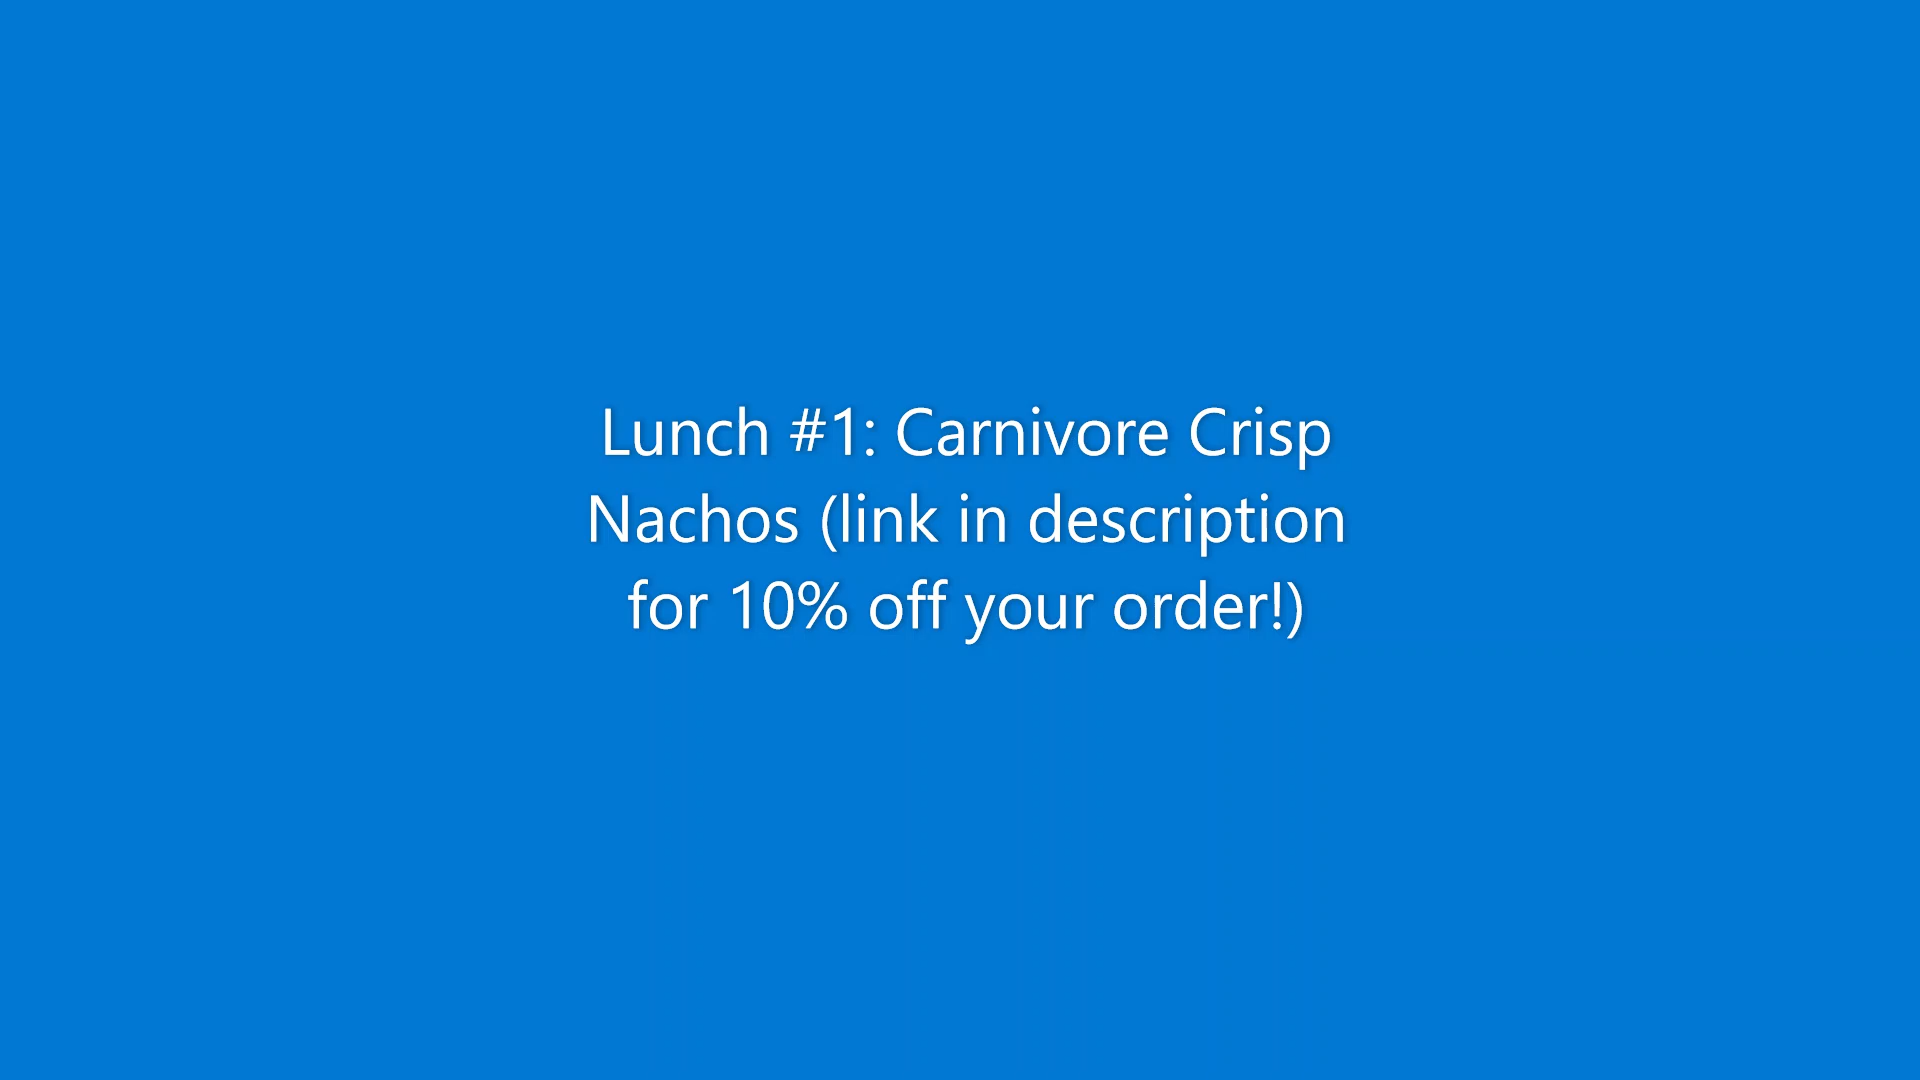 Lunch #1: Carnivore Crisp
Nachos (link in description
for 10% off your order!)